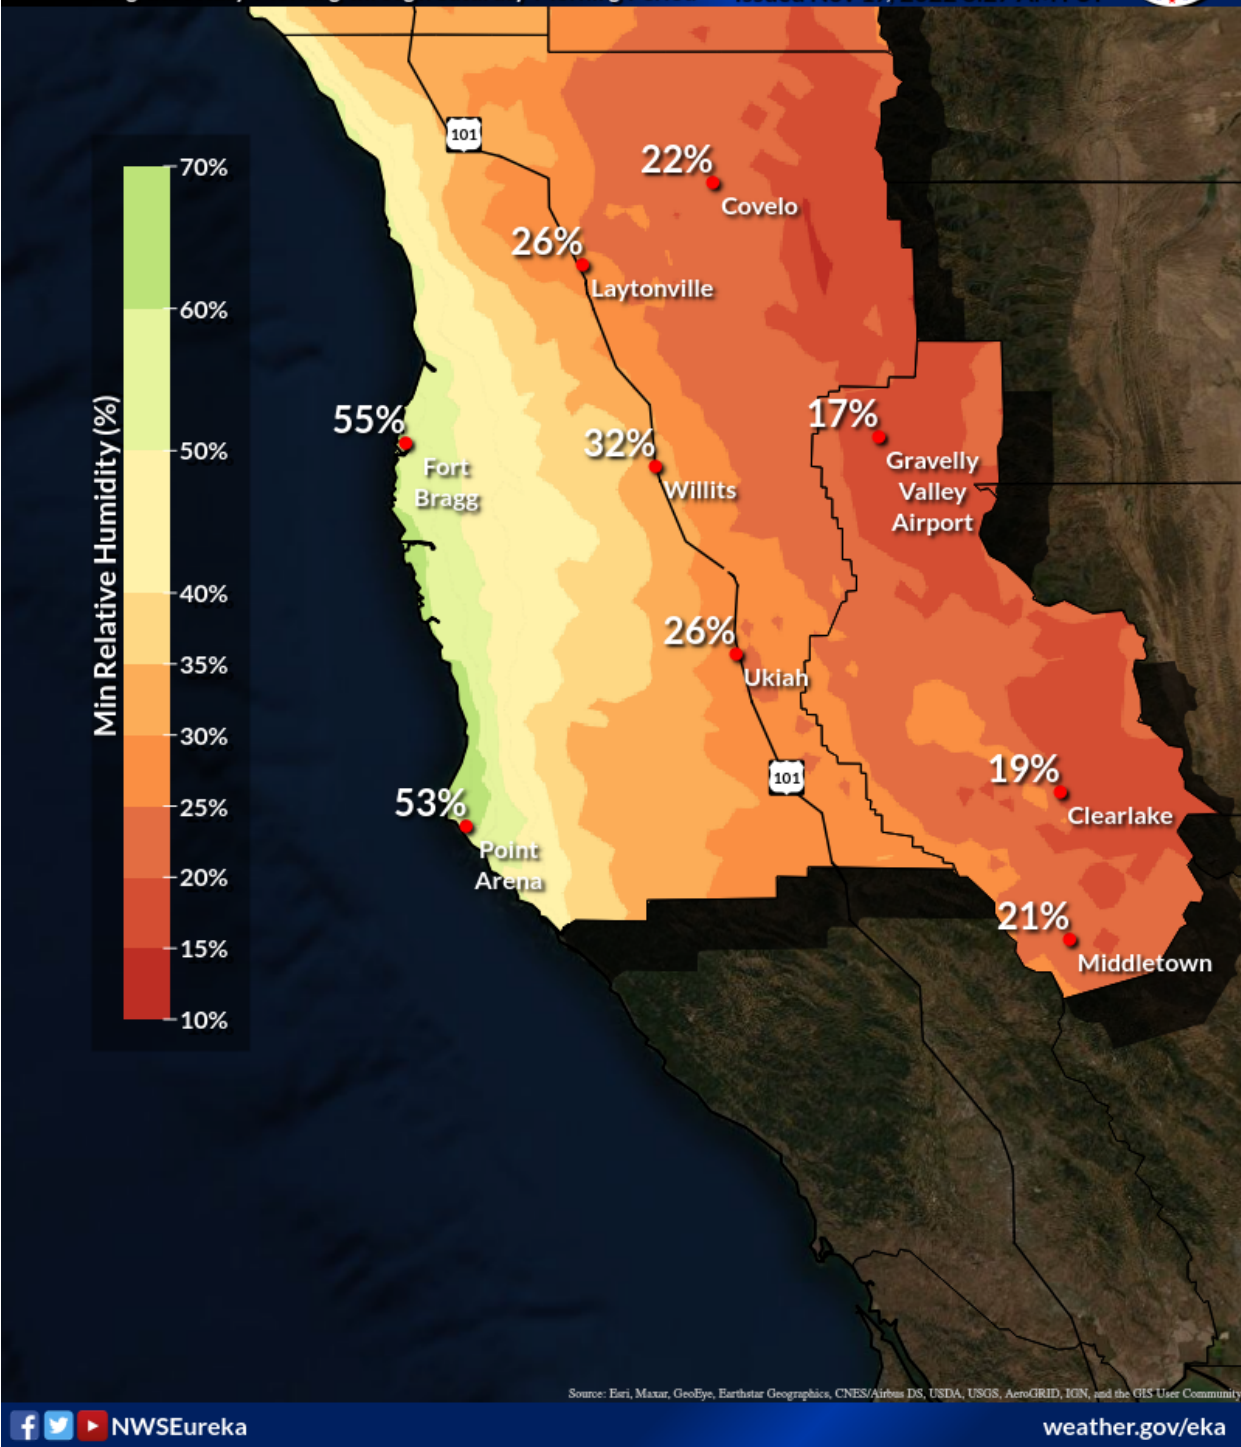 101
22%
Covelo
26%
Laytonville
70%
60%
50%
40%
35%
30%
25%
20%
15%
10%
Min Relative Humidity (%)
55%
Fort
Bragg
32%
Willits
17%
Gravelly
Valley
Airport
26%
Ukiah
101
19%
Clearlake
53%
Point
Arena
21%
Middletown
Source: Esri, Maxar, GeoEye, Earthstar Geographics, CNES/Airbus DS, USDA, USGS, AeroGRID, IGN, and the GIS User Community
NWSEureka
weather.gov/eka